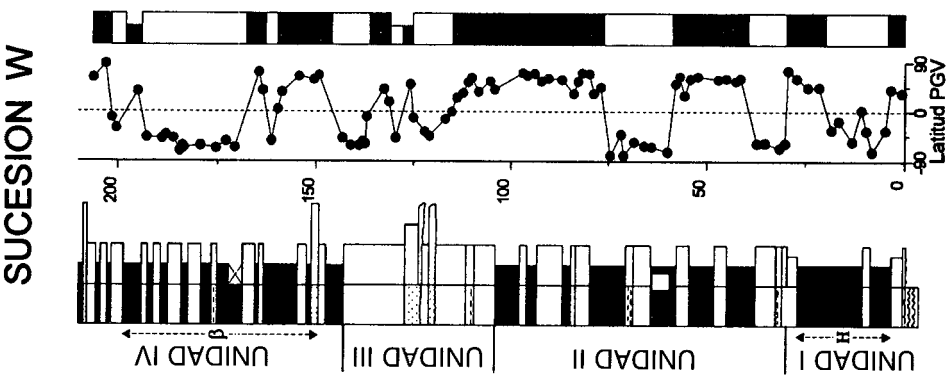 SUCESION W
90
0
-90
Latitud PGV
200
150
100
50
0
UNIDAD IV
UNIDAD III
UNIDAD II
UNIDAD I
β
H